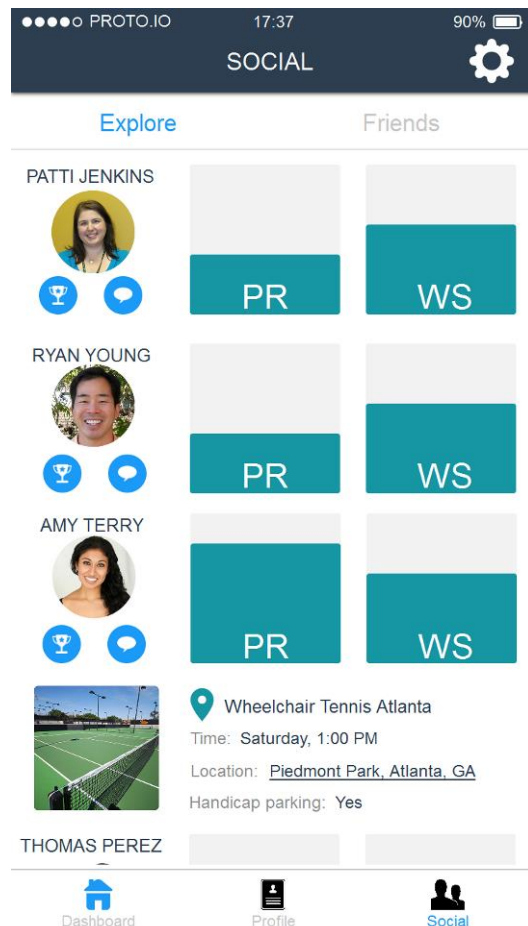 PROTO.IO 17:37 90%
SOCIAL
Explore Friends
PATTI JENKINS
PR WS
RYAN YOUNG
PR WS
AMY TERRY
PR WS
Wheelchair Tennis Atlanta
Time: Saturday, 1:00 PM
Location: Piedmont Park, Atlanta, GA
Handicap parking: Yes
THOMAS PEREZ
Dashboard Profile Social